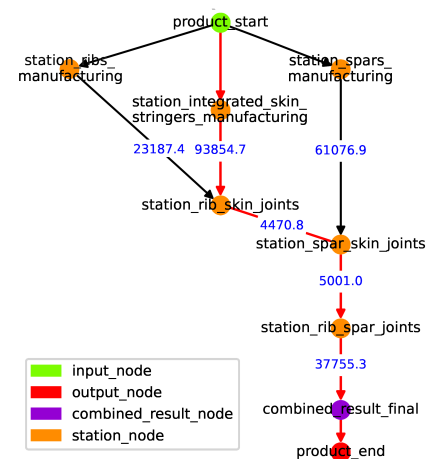 product_start
station_ribs_
manufacturing
station_spars_
manufacturing
station_integrated_skin_
stringers_manufacturing
23187.4
93854.7
61076.9
station_rib_skin_joints
4470.8
station_spar_skin_joints
5001.0
station_rib_spar_joints
37755.3
combined_result_final
product_end
input_node
output_node
combined_result_node
station_node